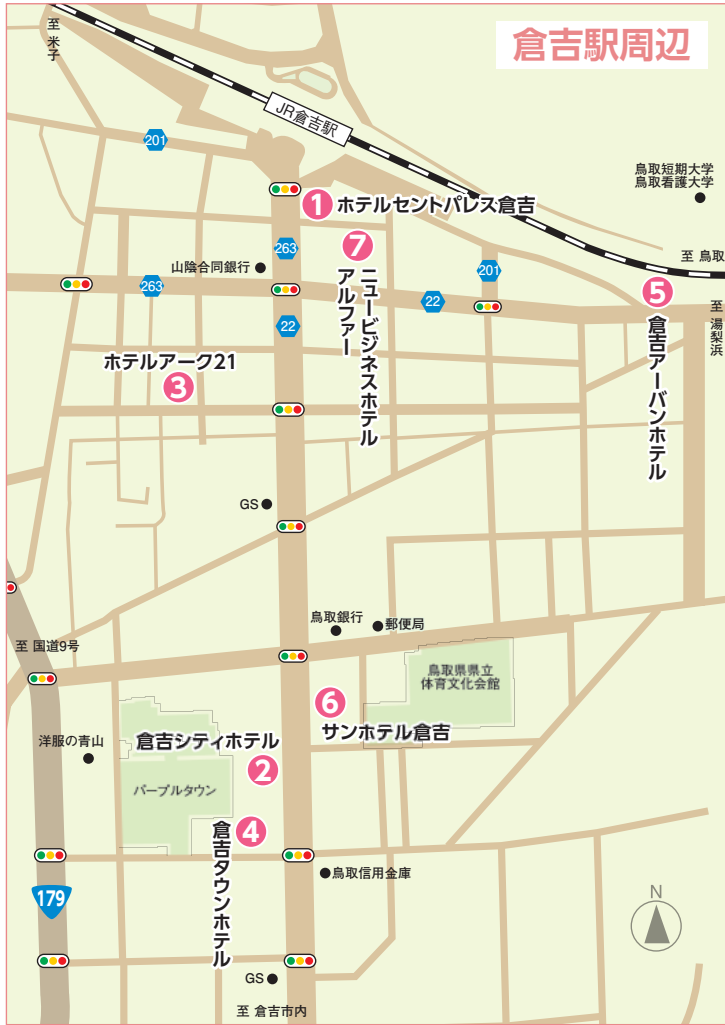 倉吉駅周辺
至 米子
JR倉吉駅
201
鳥取短期大学
鳥取看護大学
1 ホテルセントパレス倉吉
7 ニュービジネスホテル
アルファー
263
山陰合同銀行
至 鳥取
201
263
22
5 倉吉アーバンホテル
至 湯梨浜
22
ホテルアーク21
3
GS
鳥取銀行
郵便局
至 国道9号
鳥取県県立
体育文化会館
6
サンホテル倉吉
倉吉シティホテル
2
洋服の青山
パープルタウン
4
倉吉タウンホテル
鳥取信用金庫
179
N
GS
至 倉吉市内